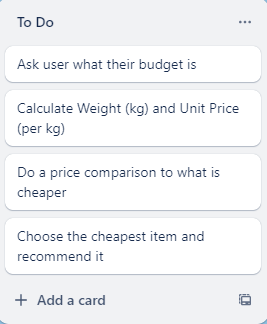 To Do
Ask user what their budget is
Calculate Weight (kg) and Unit Price
(per kg)
Do a price comparison to what is
cheaper
Choose the cheapest item and
recommend it
+ Add a card